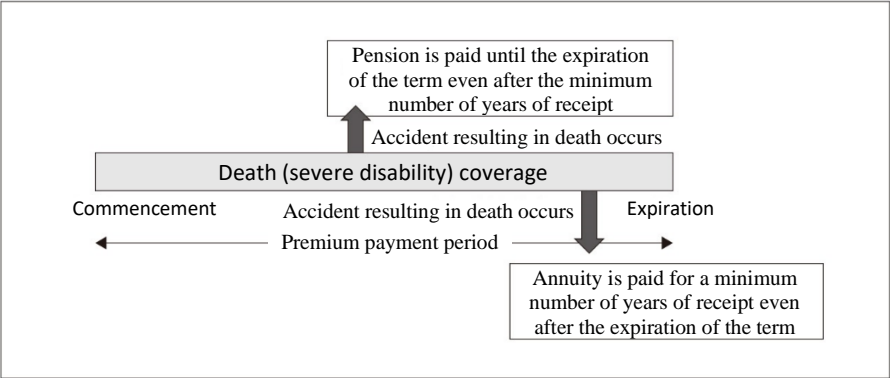 Pension is paid until the expiration
of the term even after the minimum
number of years of receipt
Accident resulting in death occurs
Death (severe disability) coverage
Commencement
Accident resulting in death occurs
Expiration
Premium payment period
Annuity is paid for a minimum
number of years of receipt even
after the expiration of the term